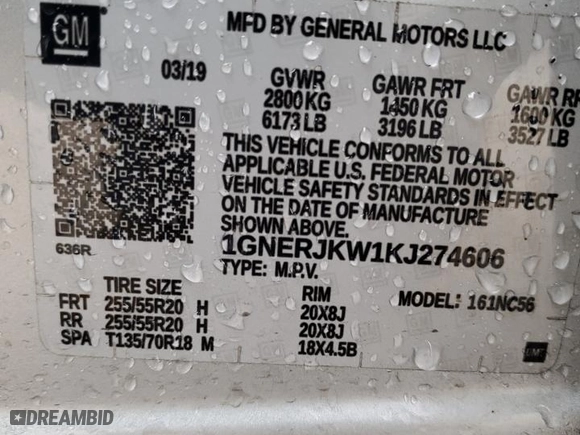 GM
MFD BY GENERAL MOTORS LLC
03/19
GVWR
2800 KG
6173 LB
GAWR FRT
1450 KG
3196 LB
GAWR RR
1600 KG
3527 LB
THIS VEHICLE CONFORMS TO ALL
APPLICABLE U.S. FEDERAL MOTOR
VEHICLE SAFETY STANDARDS IN EFFECT
ON THE DATE OF MANUFACTURE
SHOWN ABOVE.
636R
1GNERJKW1KJ274606
TYPE: M.P.V.
MODEL: 161NC56
TIRE SIZE RIM
FRT 255/55R20 H 20X8J
RR 255/55R20 H 20X8J
SPA T135/70R18 M 18X4.5B
GM
DREAMBID